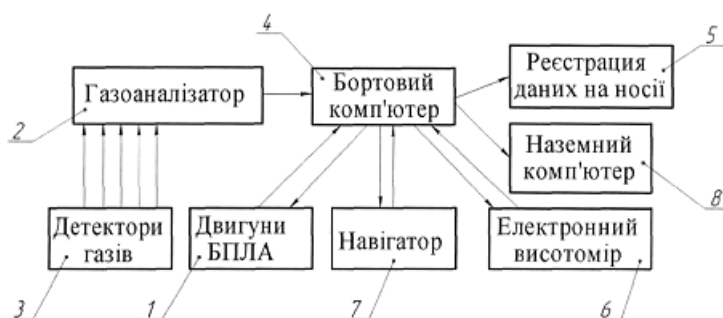 4
5
Реєстрация
даних на носії
Газоаналізатор
Бортовий
комп'ютер
2
Наземний
комп'ютер
8
Детектори
газів
Двигуни
БПЛА
Навігатор
Електронний
висотомір
3
1
7
6